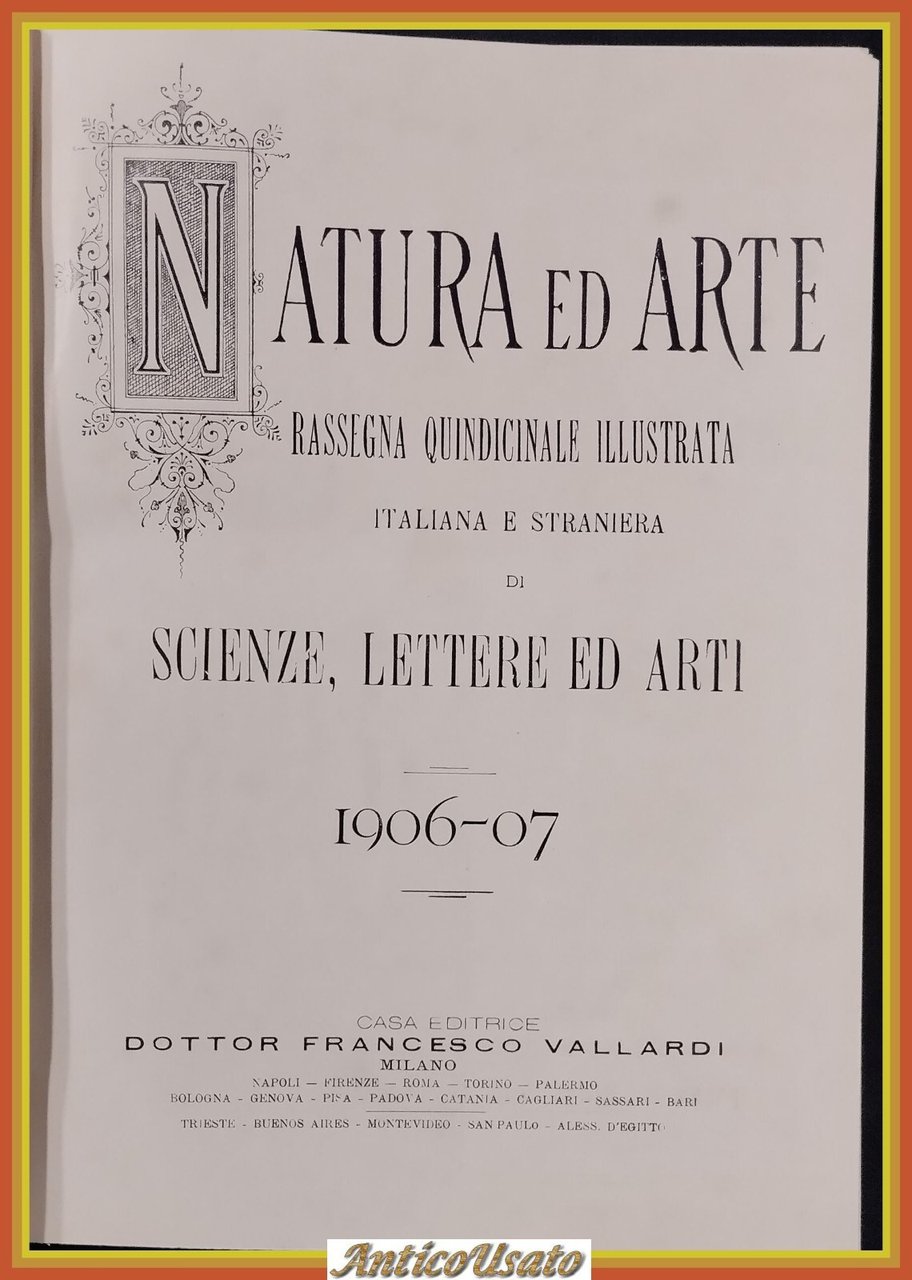 NATURA ED ARTE
RASSEGNA QUINDICINALE ILLUSTRATA
ITALIANA E STRANIERA
DI
SCIENZE, LETTERE ED ARTI
1906-07
CASA EDITRICE
DOTTOR FRANCESCO VALLARDI
MILANO
NAPOLI — FIRENZE — ROMA — TORINO — PALERMO
BOLOGNA - GENOVA - PISA - PADOVA - CATANIA - CAGLIARI - SASSARI - BARI
TRIESTE - BUENOS AIRES - MONTEVIDEO - SAN PAULO - ALESS. D'EGITTO
AnticoUsato